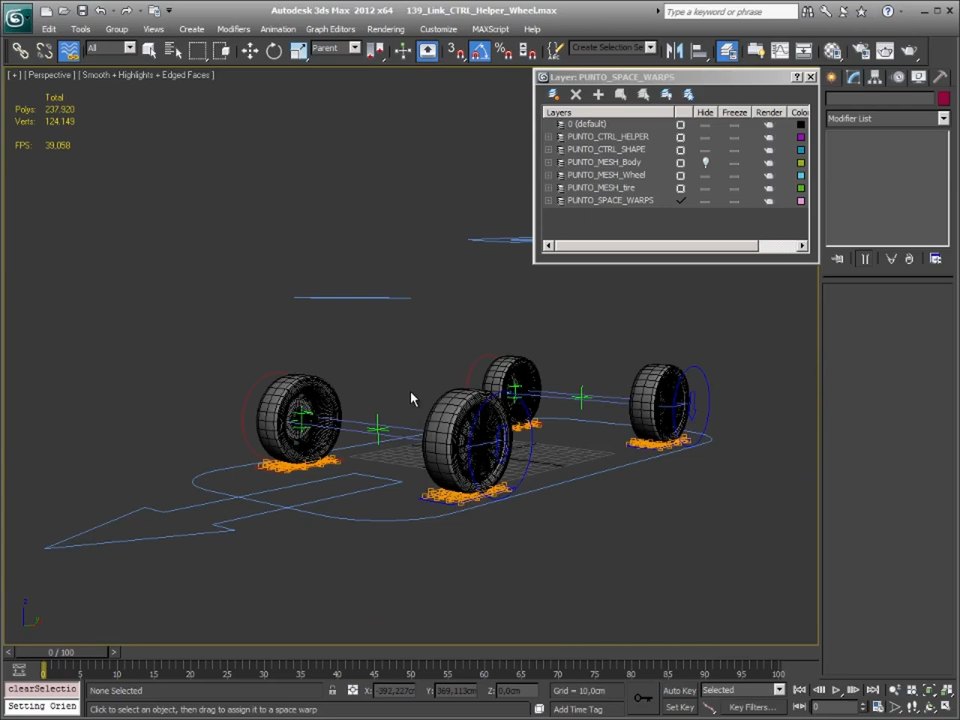 Autodesk 3ds Max 2012 x64 139_Link_CTRL_Helper_Wheel.max
Type a keyword or phrase
Edit Tools Group Views Create Modifiers Animation Graph Editors Rendering Customize MAXScript Help
All Parent Create Selection Se
[ + ] [ Perspective ] [ Smooth + Highlights + Edged Faces ]
Total
Polys: 237.920
Verts: 124.149
FPS: 39,058
Layer: PUNTO_SPACE_WARPS
Layers Hide Freeze Render Colo
0 (default)
PUNTO_CTRL_HELPER
PUNTO_CTRL_SHAPE
PUNTO_MESH_Body
PUNTO_MESH_Wheel
PUNTO_MESH_tire
PUNTO_SPACE_WARPS
Modifier List
z
y
0 / 100
0 5 10 15 20 25 30 35 40 45 50 55 60 65 70 75 80 85 90 95 100
clearSelectio None Selected X: -392,227cm Y: 369,113cm Z: 0,0cm Grid = 10,0cm Auto Key Selected
Setting Orien Click to select an object, then drag to assign it to a space warp Add Time Tag Set Key Key Filters... 0